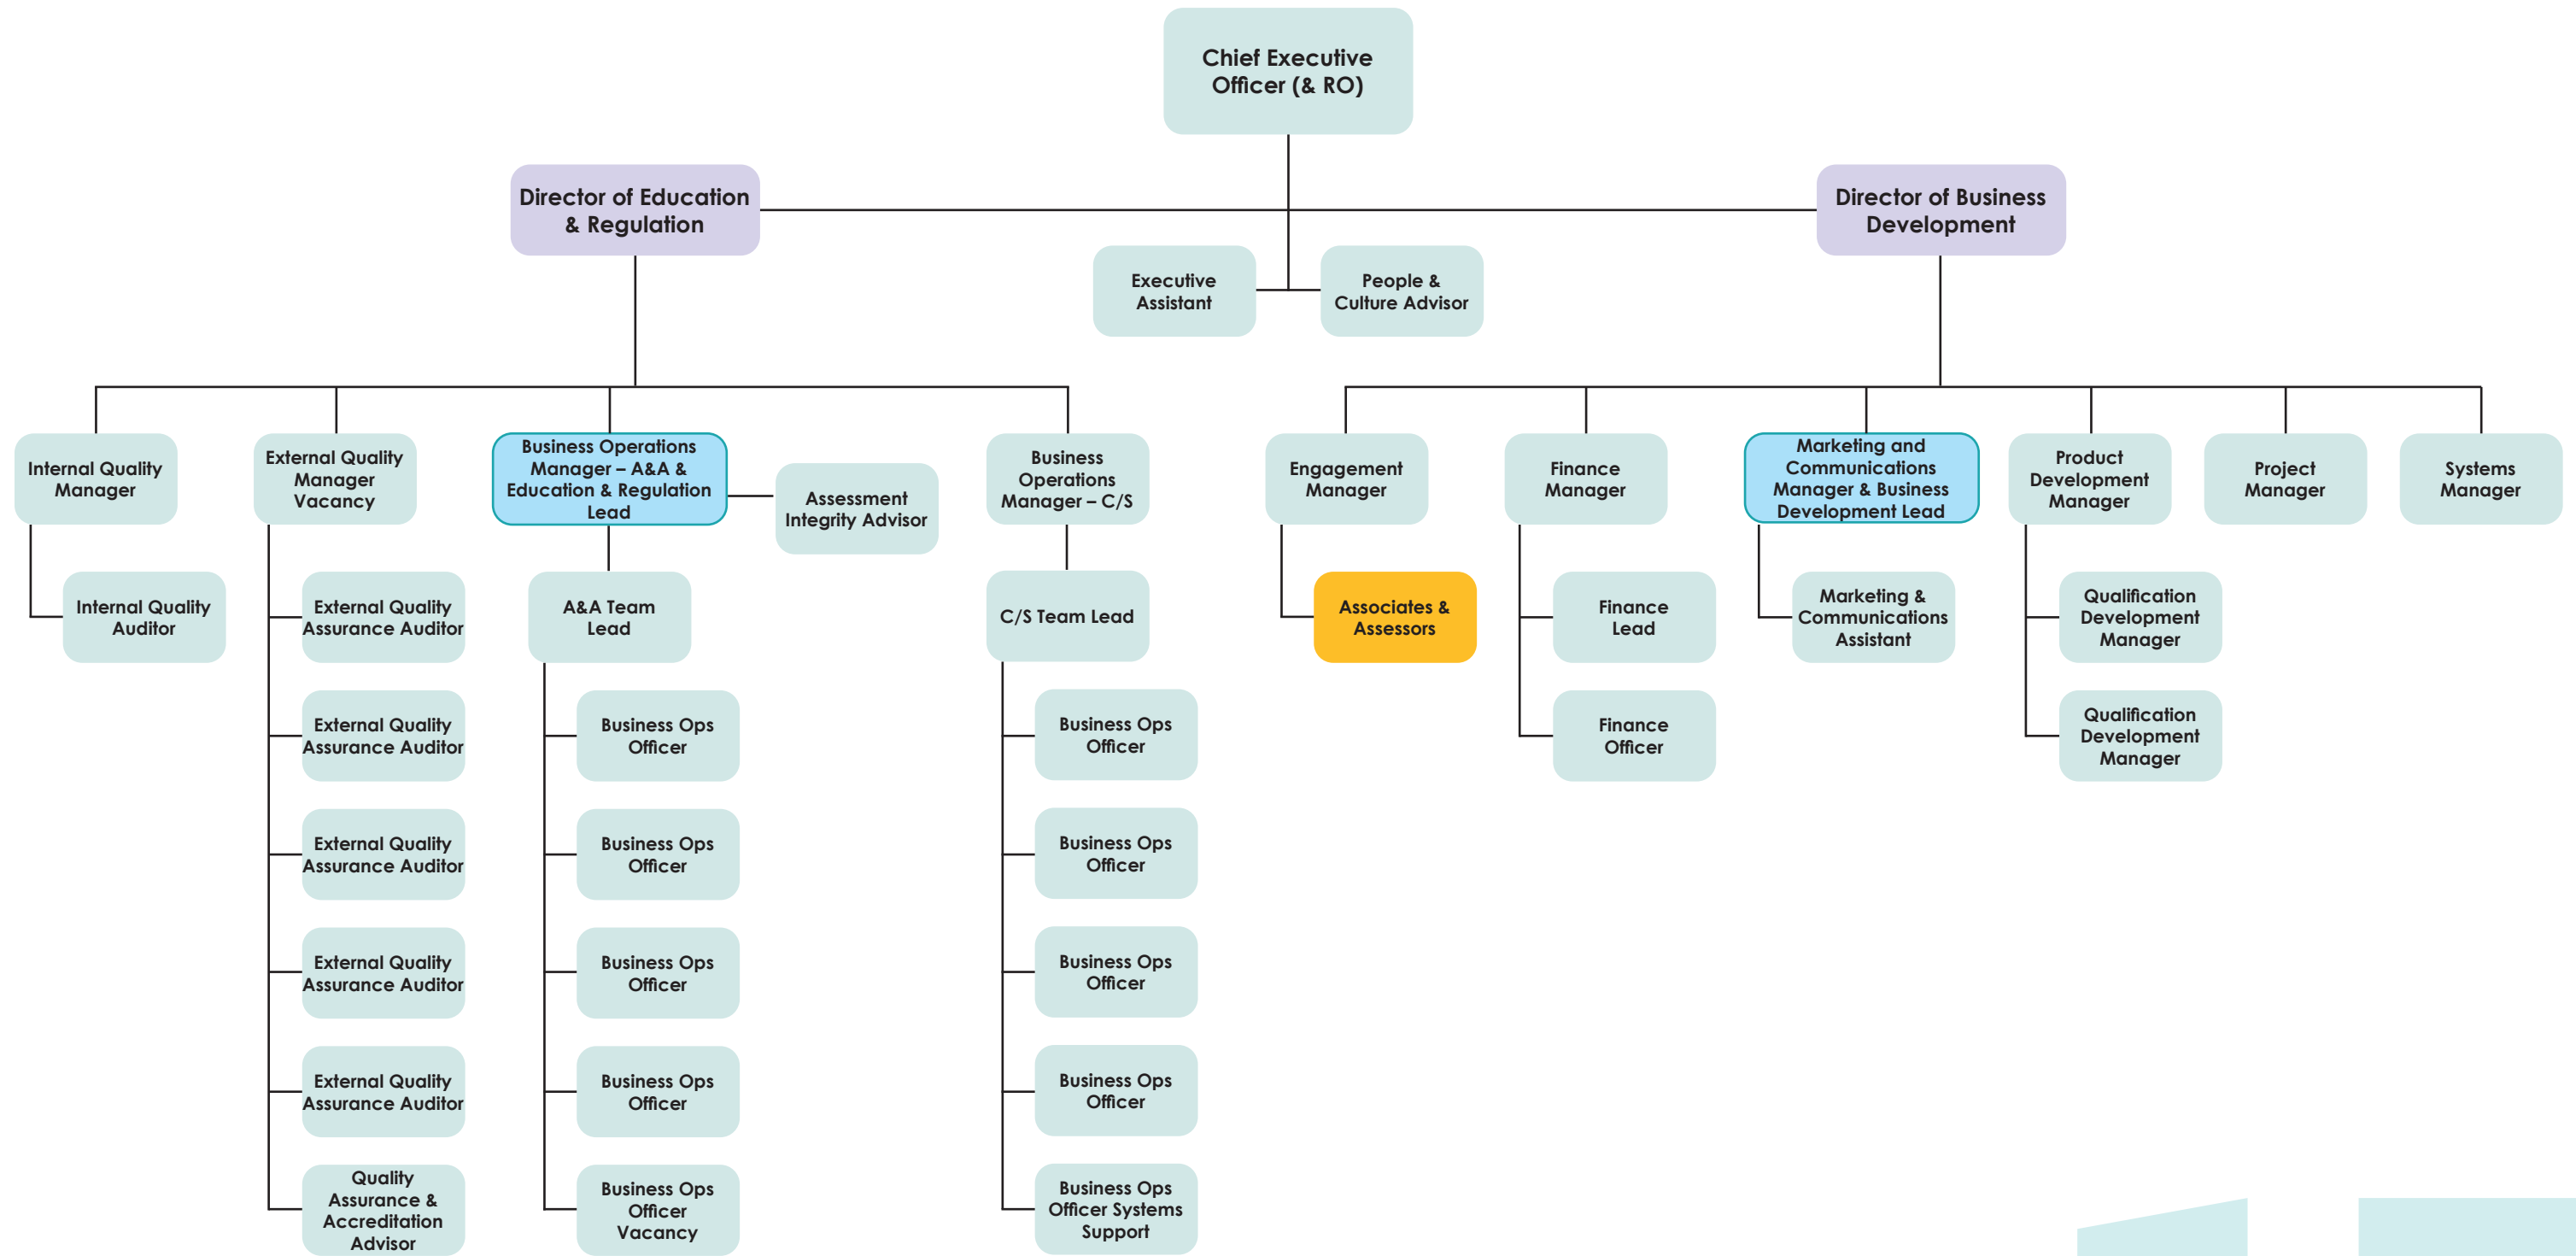 Chief Executive
Officer (& RO)
Director of Education
& Regulation
Director of Business
Development
Executive
Assistant
People &
Culture Advisor
Internal Quality
Manager
External Quality
Manager
Vacancy
Business Operations
Manager – A&A &
Education & Regulation
Lead
Assessment
Integrity Advisor
Business
Operations
Manager – C/S
Engagement
Manager
Finance
Manager
Marketing and
Communications
Manager & Business
Development Lead
Product
Development
Manager
Project
Manager
Systems
Manager
Internal Quality
Auditor
External Quality
Assurance Auditor
A&A Team
Lead
C/S Team Lead
Associates &
Assessors
Finance
Lead
Marketing &
Communications
Assistant
Qualification
Development
Manager
External Quality
Assurance Auditor
Business Ops
Officer
Business Ops
Officer
Finance
Officer
Qualification
Development
Manager
External Quality
Assurance Auditor
Business Ops
Officer
Business Ops
Officer
External Quality
Assurance Auditor
Business Ops
Officer
Business Ops
Officer
External Quality
Assurance Auditor
Business Ops
Officer
Business Ops
Officer
Quality
Assurance &
Accreditation
Advisor
Business Ops
Officer
Vacancy
Business Ops
Officer Systems
Support